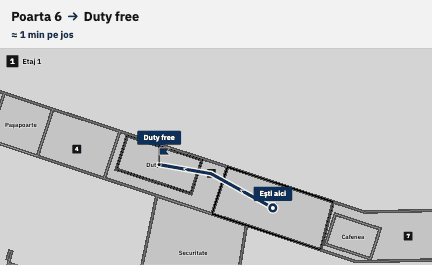 Poarta 6 → Duty free
≈ 1 min pe jos
1 Etaj 1
Pașapoarte
4
Duty free
Dut
Ești aici
Cafenea
7
Securitate